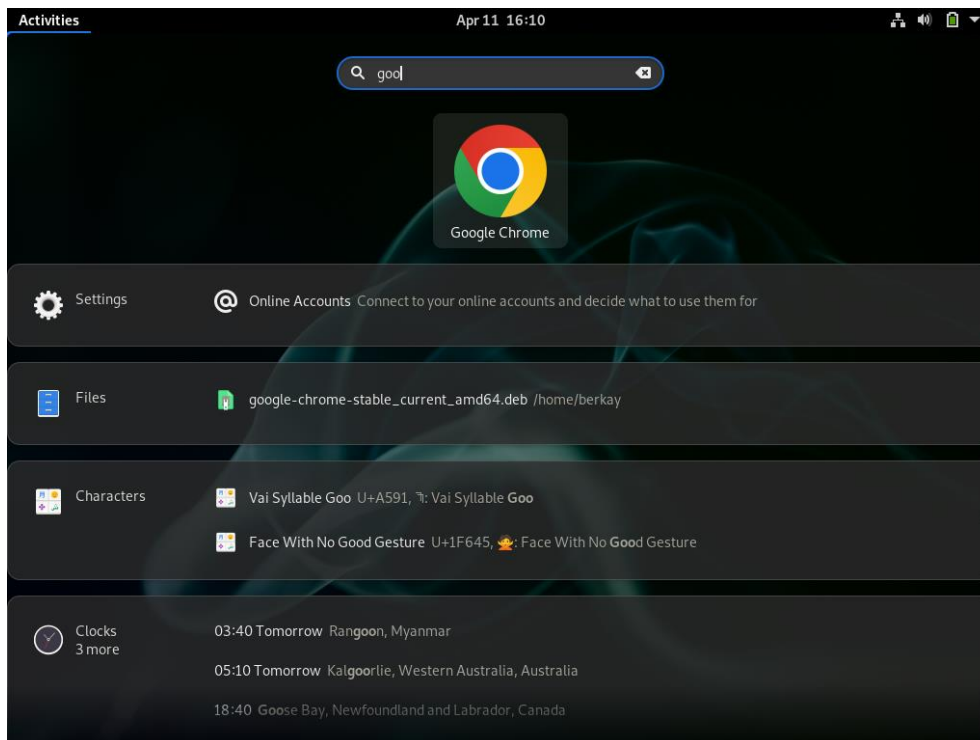 Activities
Apr 11 16:10
goo
Google Chrome
Settings
Online Accounts Connect to your online accounts and decide what to use them for
Files
google-chrome-stable_current_amd64.deb /home/berkay
Characters
Vai Syllable Goo U+A591, ꖑ: Vai Syllable Goo
Face With No Good Gesture U+1F645, 🙅: Face With No Good Gesture
Clocks
3 more
03:40 Tomorrow Rangoon, Myanmar
05:10 Tomorrow Kalgoorlie, Western Australia, Australia
18:40 Goose Bay, Newfoundland and Labrador, Canada